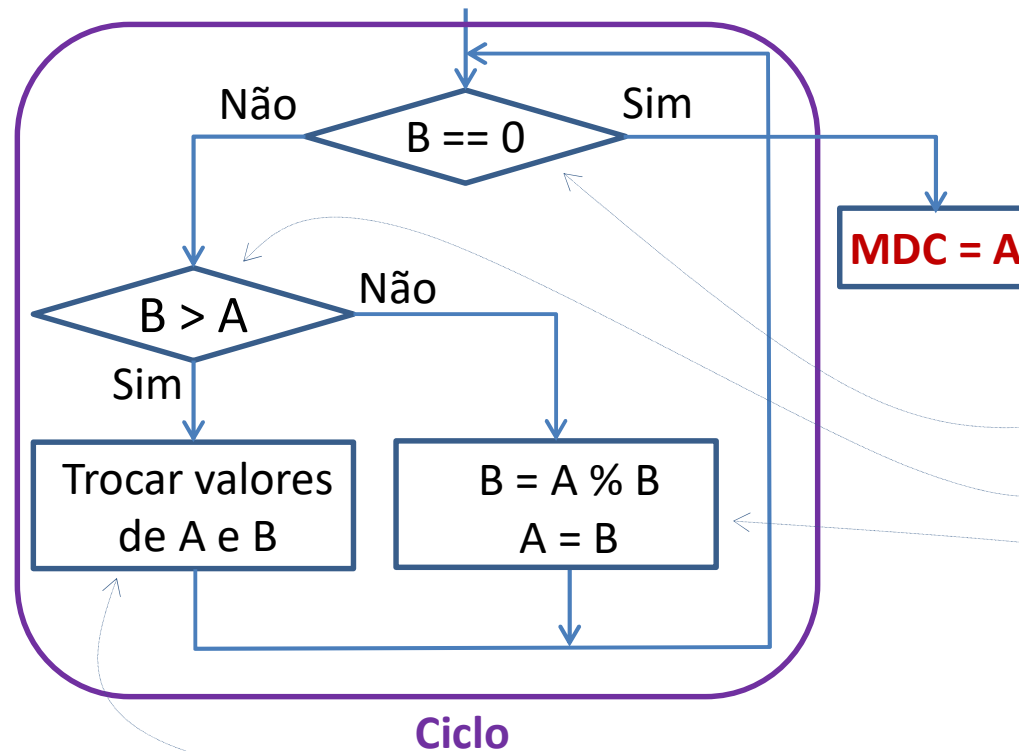 Não
Sim
B == 0
MDC = A
B > A
Não
Sim
Trocar valores
de A e B
B = A % B
A = B
Ciclo